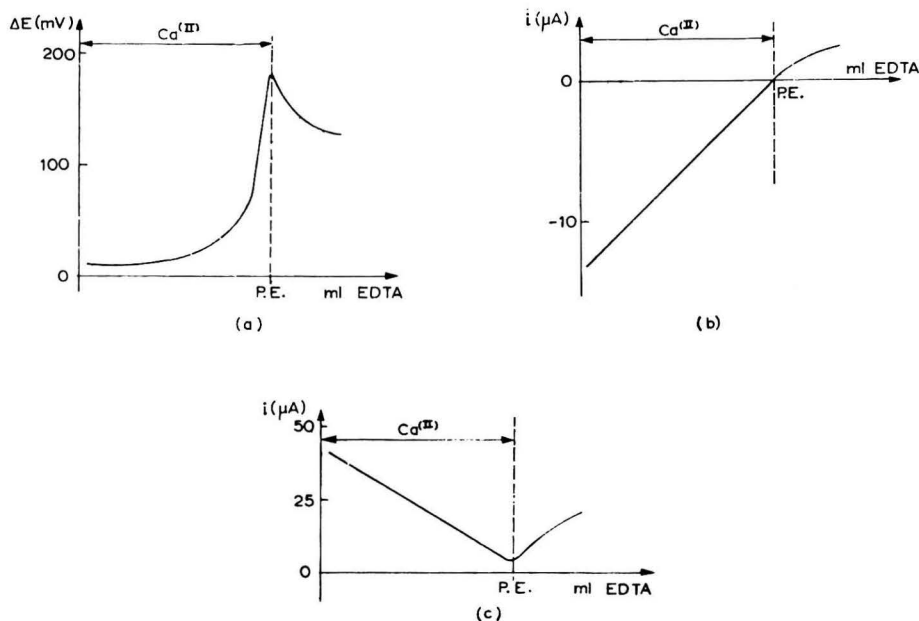 ΔE(mV)
Ca(II)
200
100
0
P.E.
ml EDTA
(a)
i(μA)
Ca(II)
0
ml EDTA
P.E.
-10
(b)
i(μA)
50
Ca(II)
25
0
P.E.
ml EDTA
(c)